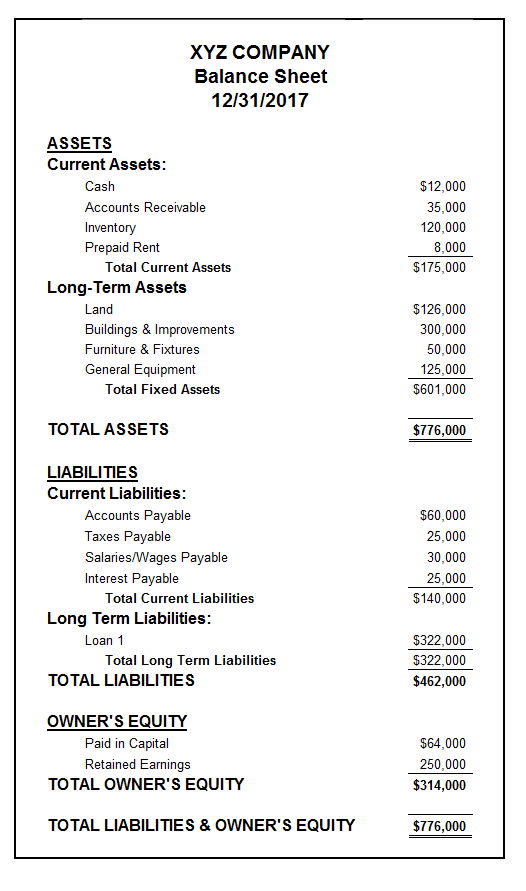 XYZ COMPANY
Balance Sheet
12/31/2017
ASSETS
Current Assets:
Cash $12,000
Accounts Receivable 35,000
Inventory 120,000
Prepaid Rent 8,000
Total Current Assets $175,000
Long-Term Assets
Land $126,000
Buildings & Improvements 300,000
Furniture & Fixtures 50,000
General Equipment 125,000
Total Fixed Assets $601,000
TOTAL ASSETS $776,000
LIABILITIES
Current Liabilities:
Accounts Payable $60,000
Taxes Payable 25,000
Salaries/Wages Payable 30,000
Interest Payable 25,000
Total Current Liabilities $140,000
Long Term Liabilities:
Loan 1 $322,000
Total Long Term Liabilities $322,000
TOTAL LIABILITIES $462,000
OWNER'S EQUITY
Paid in Capital $64,000
Retained Earnings 250,000
TOTAL OWNER'S EQUITY $314,000
TOTAL LIABILITIES & OWNER'S EQUITY $776,000